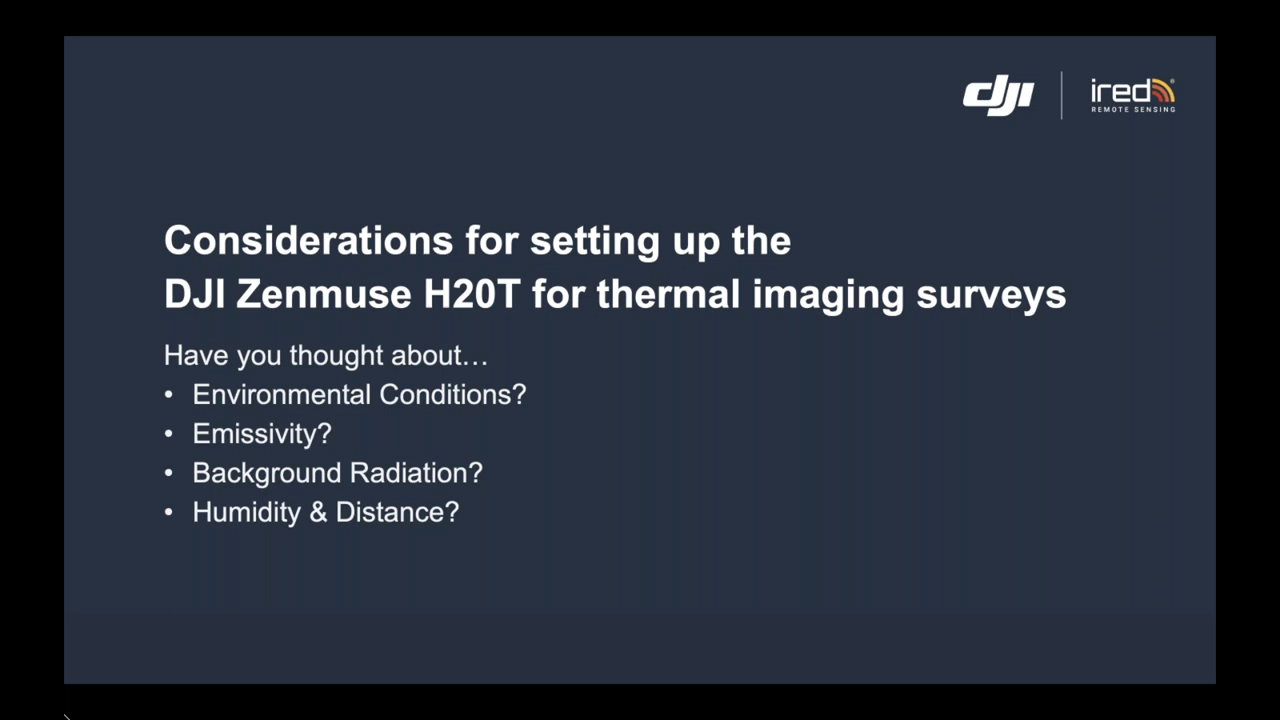 dji
ired
REMOTE SENSING
Considerations for setting up the
DJI Zenmuse H20T for thermal imaging surveys
Have you thought about…
• Environmental Conditions?
• Emissivity?
• Background Radiation?
• Humidity & Distance?